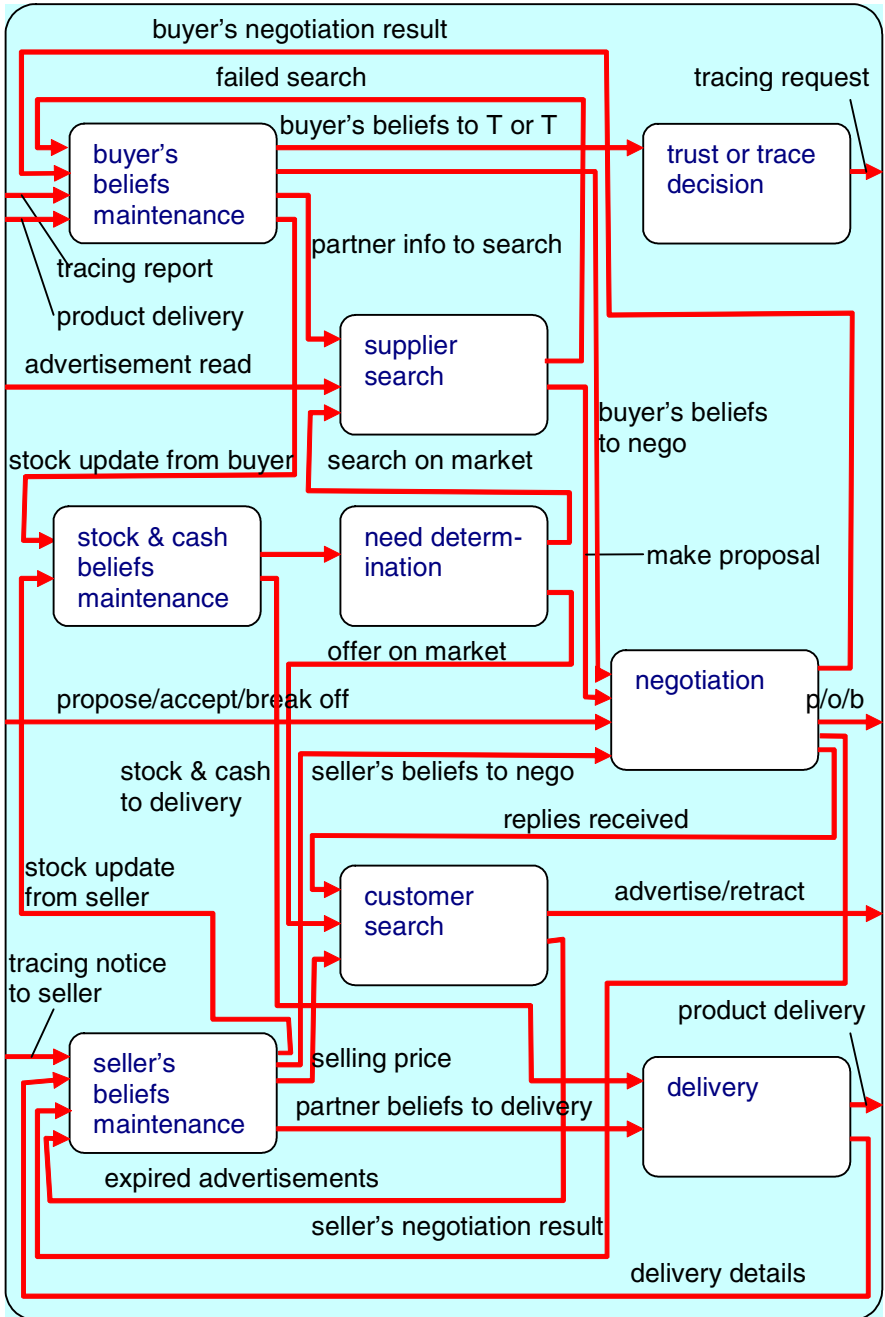 buyer's negotiation result
failed search
tracing request
buyer's beliefs to T or T
buyer's
beliefs
maintenance
trust or trace
decision
partner info to search
tracing report
product delivery
supplier
search
advertisement read
buyer's beliefs
to nego
stock update from buyer
search on market
stock & cash
beliefs
maintenance
need determ-
ination
make proposal
offer on market
negotiation
propose/accept/break off
p/o/b
stock & cash
to delivery
seller's beliefs to nego
replies received
stock update
from seller
customer
search
advertise/retract
tracing notice
to seller
product delivery
seller's
beliefs
maintenance
selling price
delivery
partner beliefs to delivery
expired advertisements
seller's negotiation result
delivery details